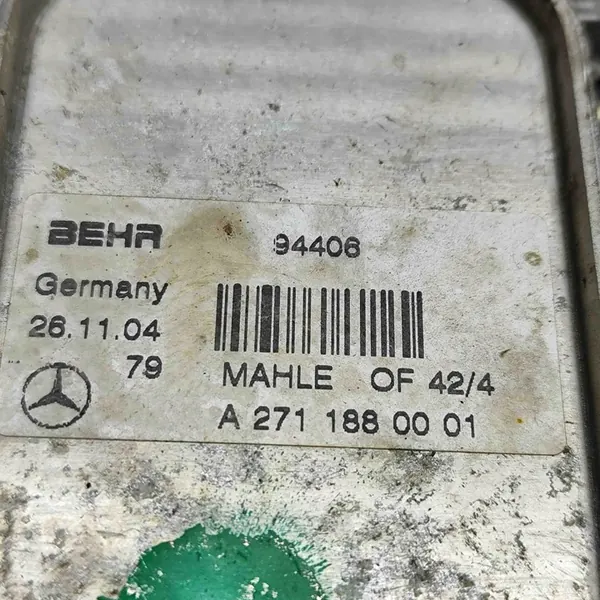 BEHR 94406
Germany
26.11.04
79 MAHLE OF 42/4
A 271 188 00 01